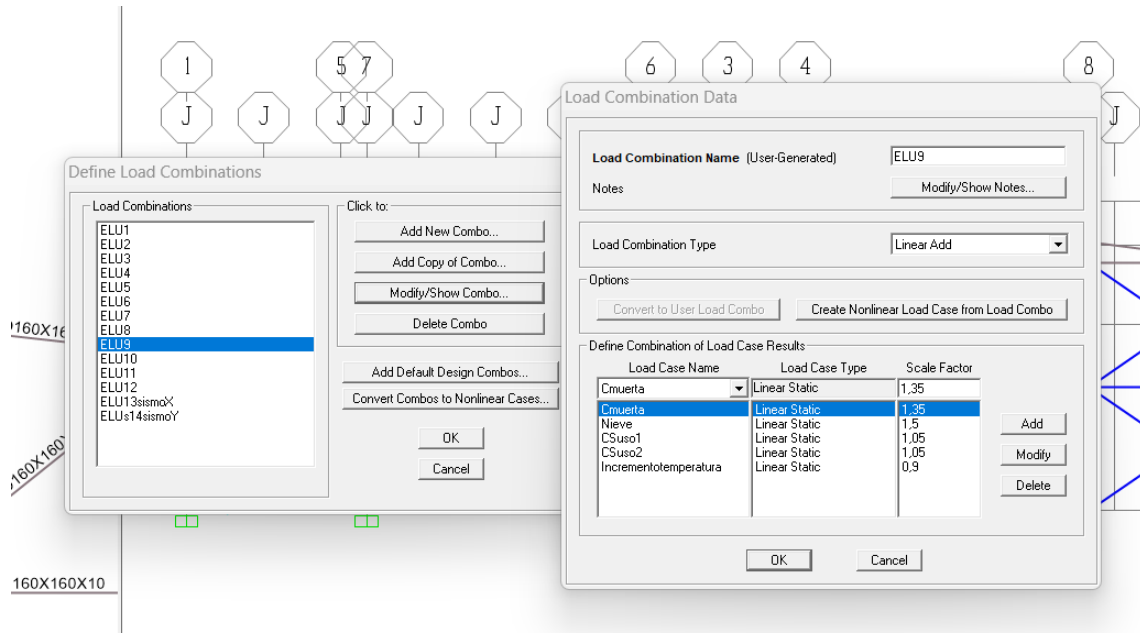 1 5 7 6 3 4 8
J J J J J J J
Define Load Combinations
Load Combinations
ELU1
ELU2
ELU3
ELU4
ELU5
ELU6
ELU7
ELU8
ELU9
ELU10
ELU11
ELU12
ELU13sismoX
ELUs14sismoY
Click to:
Add New Combo...
Add Copy of Combo...
Modify/Show Combo...
Delete Combo
Add Default Design Combos...
Convert Combos to Nonlinear Cases...
OK
Cancel
Load Combination Data
Load Combination Name (User-Generated) ELU9
Notes Modify/Show Notes...
Load Combination Type Linear Add
Options
Convert to User Load Combo Create Nonlinear Load Case from Load Combo
Define Combination of Load Case Results
Load Case Name Load Case Type Scale Factor
Cmuerta Linear Static 1,35
Cmuerta Linear Static 1,35
Nieve Linear Static 1,5
CSuso1 Linear Static 1,05
CSuso2 Linear Static 1,05
Incrementotemperatura Linear Static 0,9
Add
Modify
Delete
OK Cancel
160X160X10